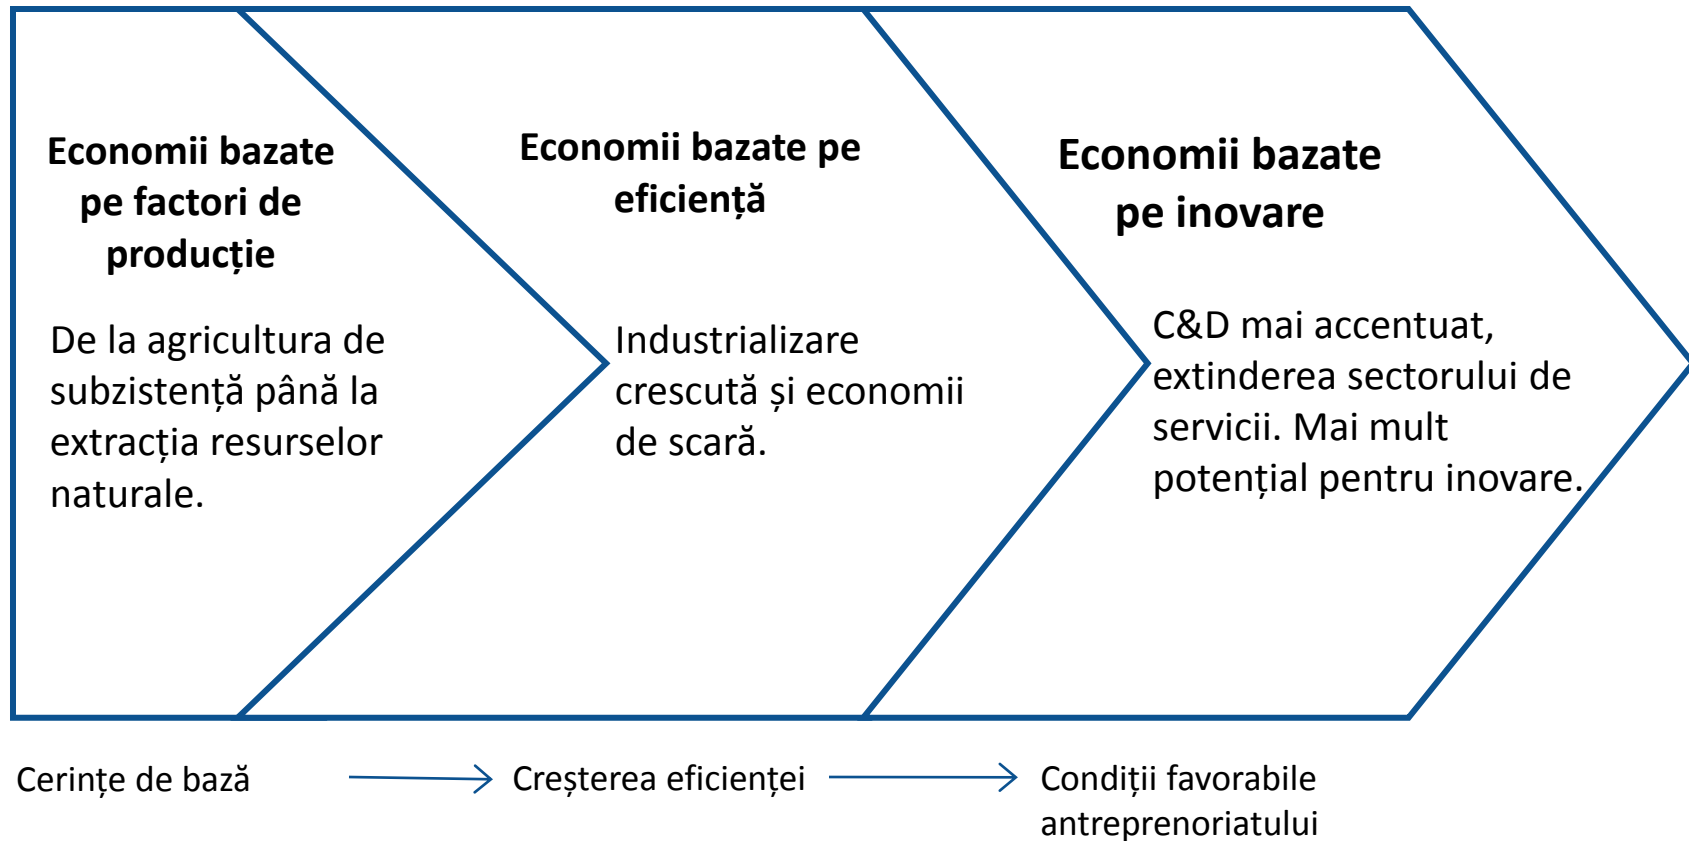 Economii bazate
pe factori de
producție
De la agricultura de
subzistență până la
extracția resurselor
naturale.
Economii bazate pe
eficiență
Industrializare
crescută și economii
de scară.
Economii bazate
pe inovare
C&D mai accentuat,
extinderea sectorului de
servicii. Mai mult
potențial pentru inovare.
Cerințe de bază
Creșterea eficienței
Condiții favorabile
antreprenoriatului